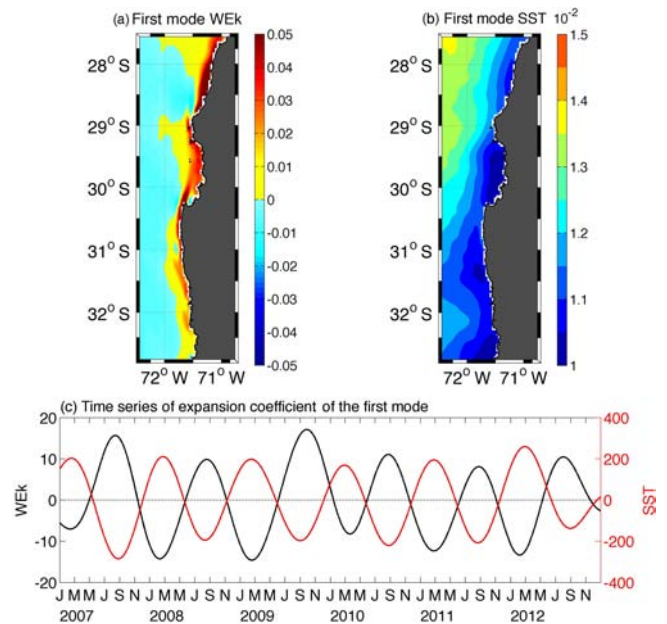 (a) First mode WEk
(b) First mode SST
10⁻²
28° S
29° S
30° S
31° S
32° S
72° W
71° W
0.05
0.04
0.03
0.02
0.01
0
-0.01
-0.02
-0.03
-0.04
-0.05
28° S
29° S
30° S
31° S
32° S
72° W
71° W
1.5
1.4
1.3
1.2
1.1
1
(c) Time series of expansion coefficient of the first mode
WEk
20
10
0
-10
-20
400
200
0
-200
-400
SST
J M M J S N J M M J S N J M M J S N J M M J S N J M M J S N J M M J S N
2007 2008 2009 2010 2011 2012